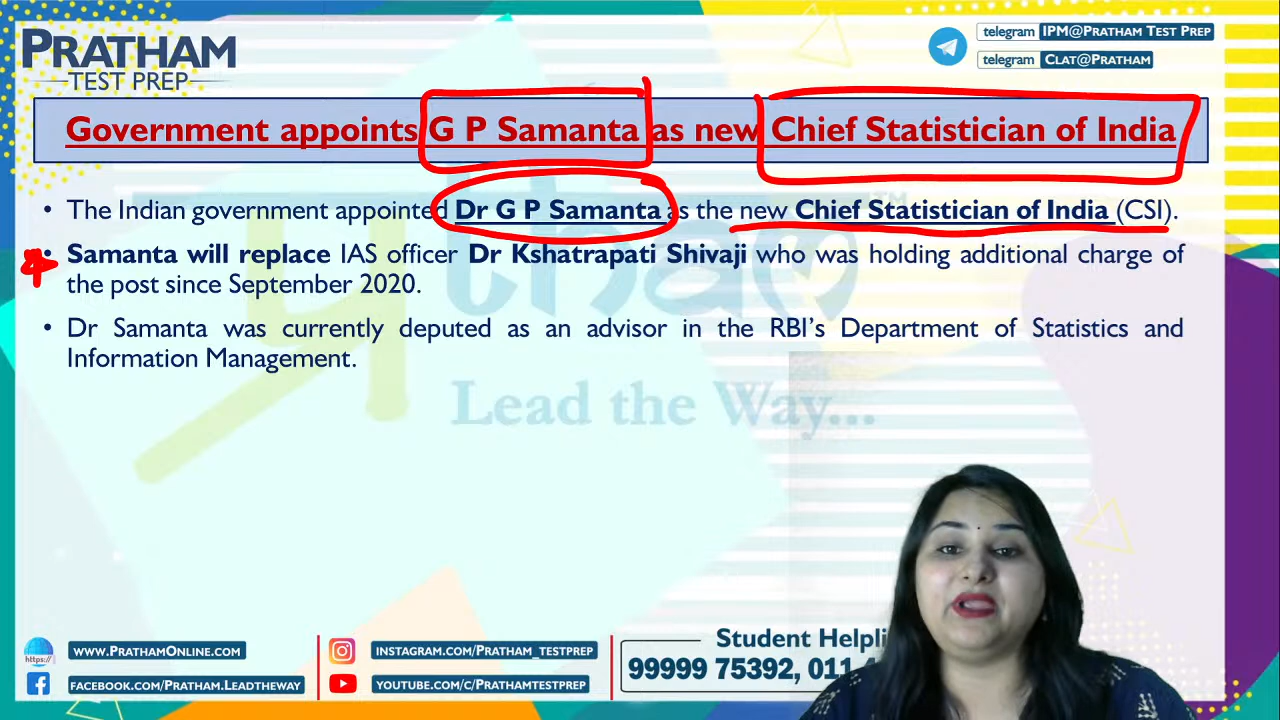 PRATHAM
TEST PREP
telegram IPM@PRATHAM TEST PREP
telegram CLAT@PRATHAM
Government appoints G P Samanta as new Chief Statistician of India
• The Indian government appointed Dr G P Samanta as the new Chief Statistician of India (CSI).
• Samanta will replace IAS officer Dr Kshatrapati Shivaji who was holding additional charge of
the post since September 2020.
• Dr Samanta was currently deputed as an advisor in the RBI's Department of Statistics and
Information Management.
TM
Lead the Way...
https://
WWW.PRATHAMONLINE.COM
FACEBOOK.COM/PRATHAM.LEADTHEWAY
INSTAGRAM.COM/PRATHAM_TESTPREP
YOUTUBE.COM/C/PRATHAMTESTPREP
Student
99999 75392, 011